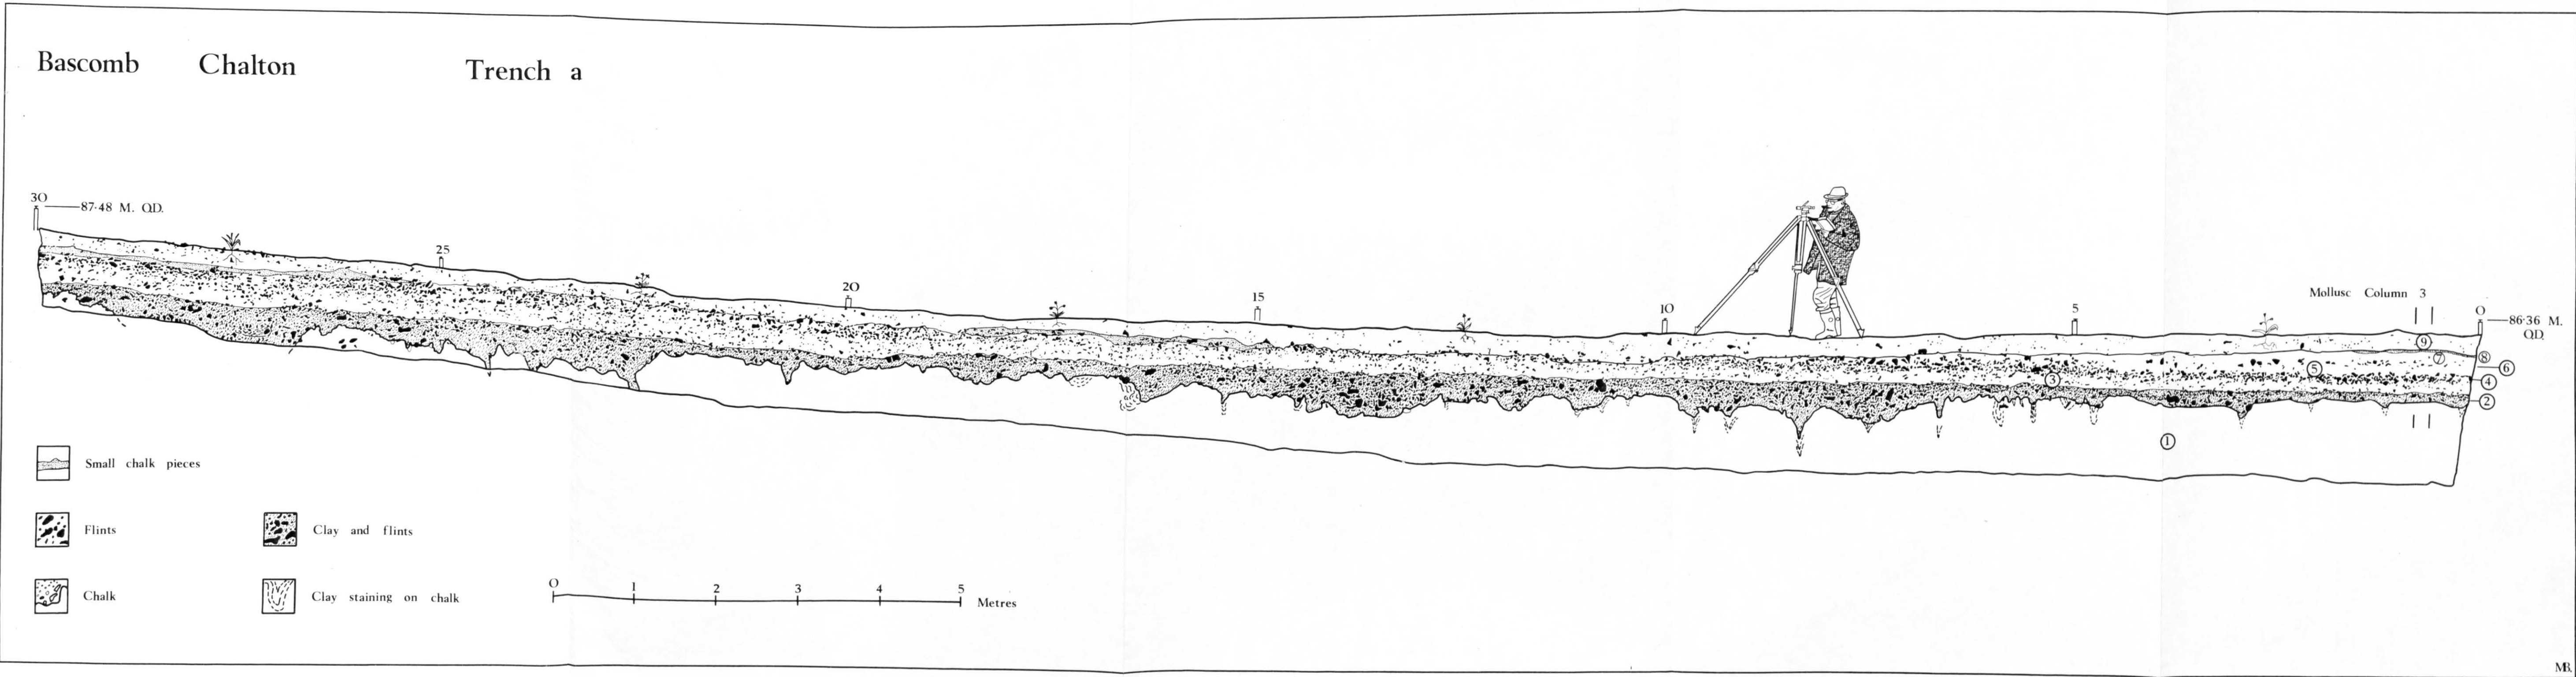 Bascomb Chalton Trench a
30
87·48 M. O.D.
25
20
15
10
5
Mollusc Column 3
0
86·36 M. O.D.
9
8
7
6
5
4
3
2
1
Small chalk pieces
Flints
Clay and flints
Chalk
Clay staining on chalk
0 1 2 3 4 5 Metres
MB.